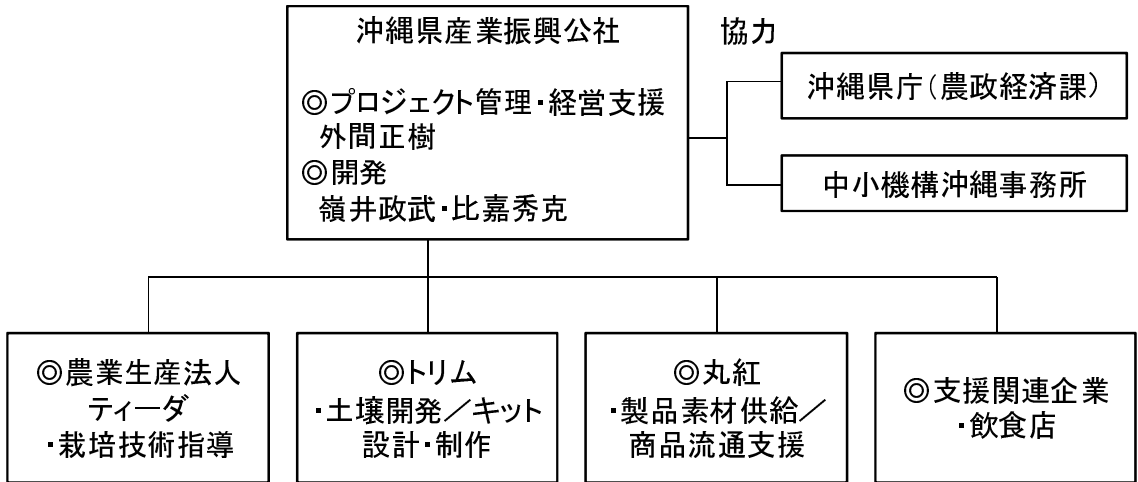 沖縄県産業振興公社
◎プロジェクト管理・経営支援
外間正樹
◎開発
嶺井政武・比嘉秀克
協力
沖縄県庁(農政経済課)
中小機構沖縄事務所
◎農業生産法人
ティーダ
・栽培技術指導
◎トリム
・土壌開発／キット
設計・制作
◎丸紅
・製品素材供給／
商品流通支援
◎支援関連企業
・飲食店